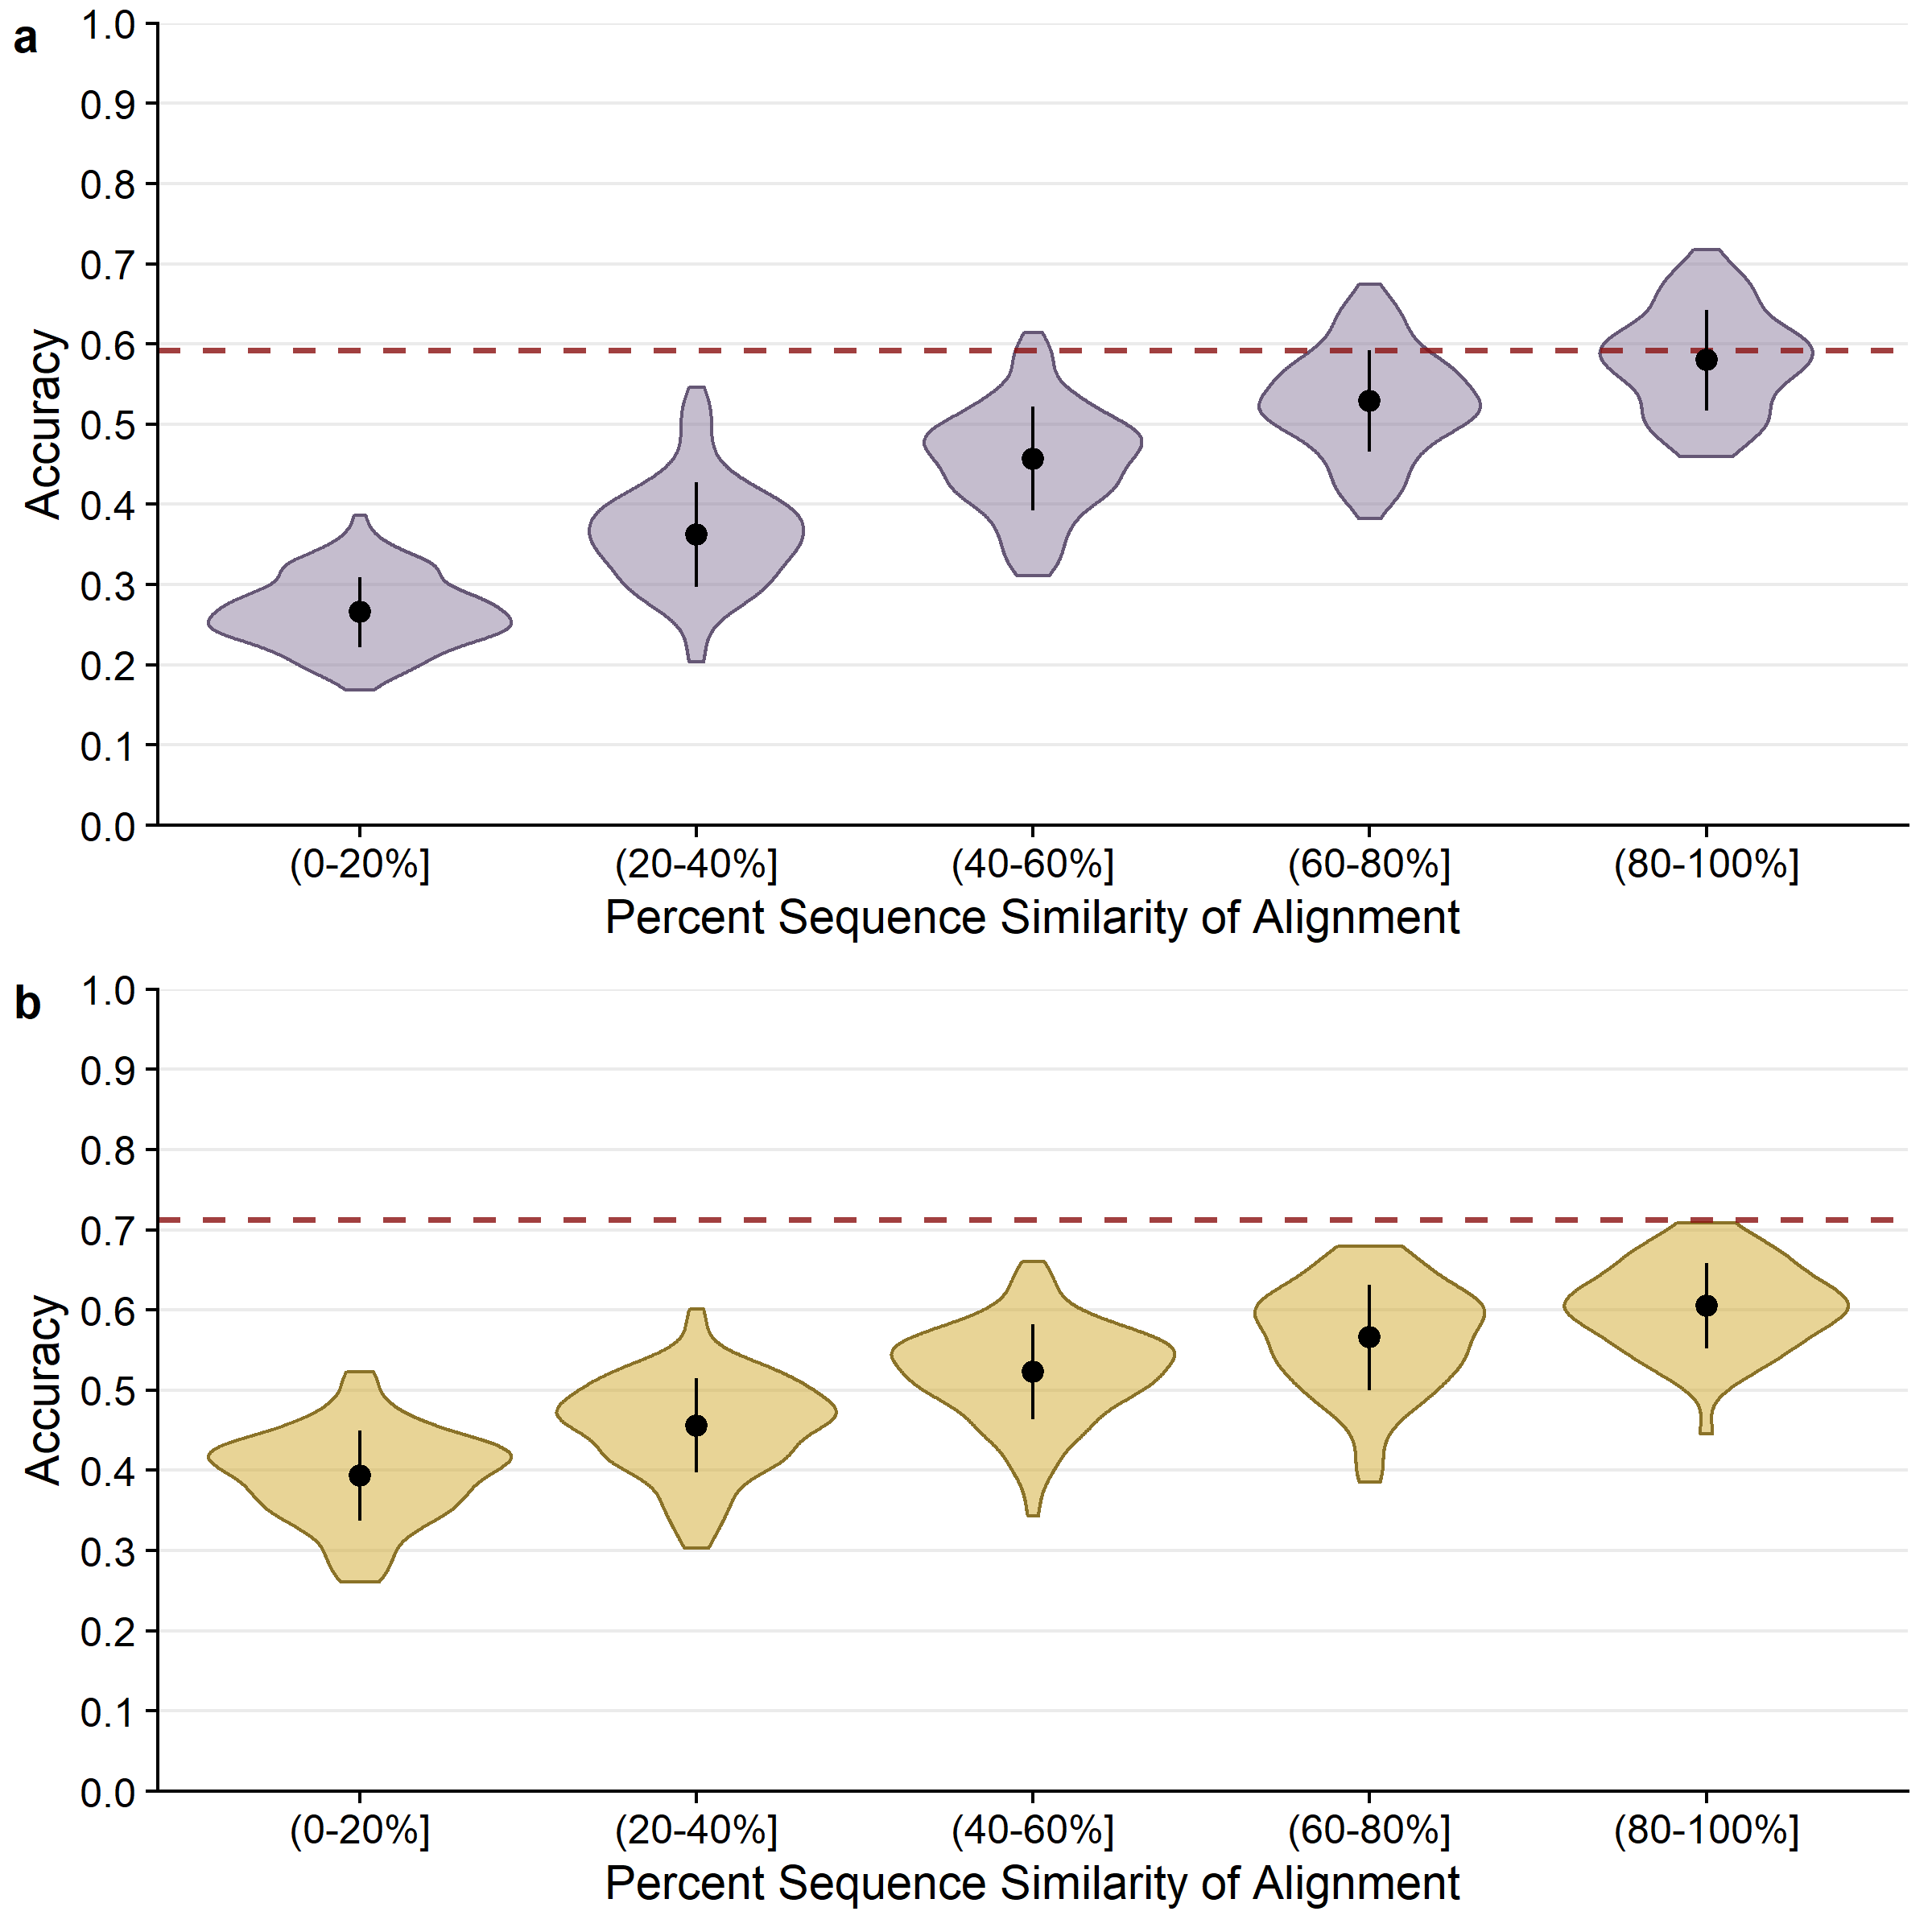 a
1.0
0.9
0.8
0.7
0.6
0.5
0.4
0.3
0.2
0.1
0.0
Accuracy
(0-20%] (20-40%] (40-60%] (60-80%] (80-100%]
Percent Sequence Similarity of Alignment
b
1.0
0.9
0.8
0.7
0.6
0.5
0.4
0.3
0.2
0.1
0.0
Accuracy
(0-20%] (20-40%] (40-60%] (60-80%] (80-100%]
Percent Sequence Similarity of Alignment